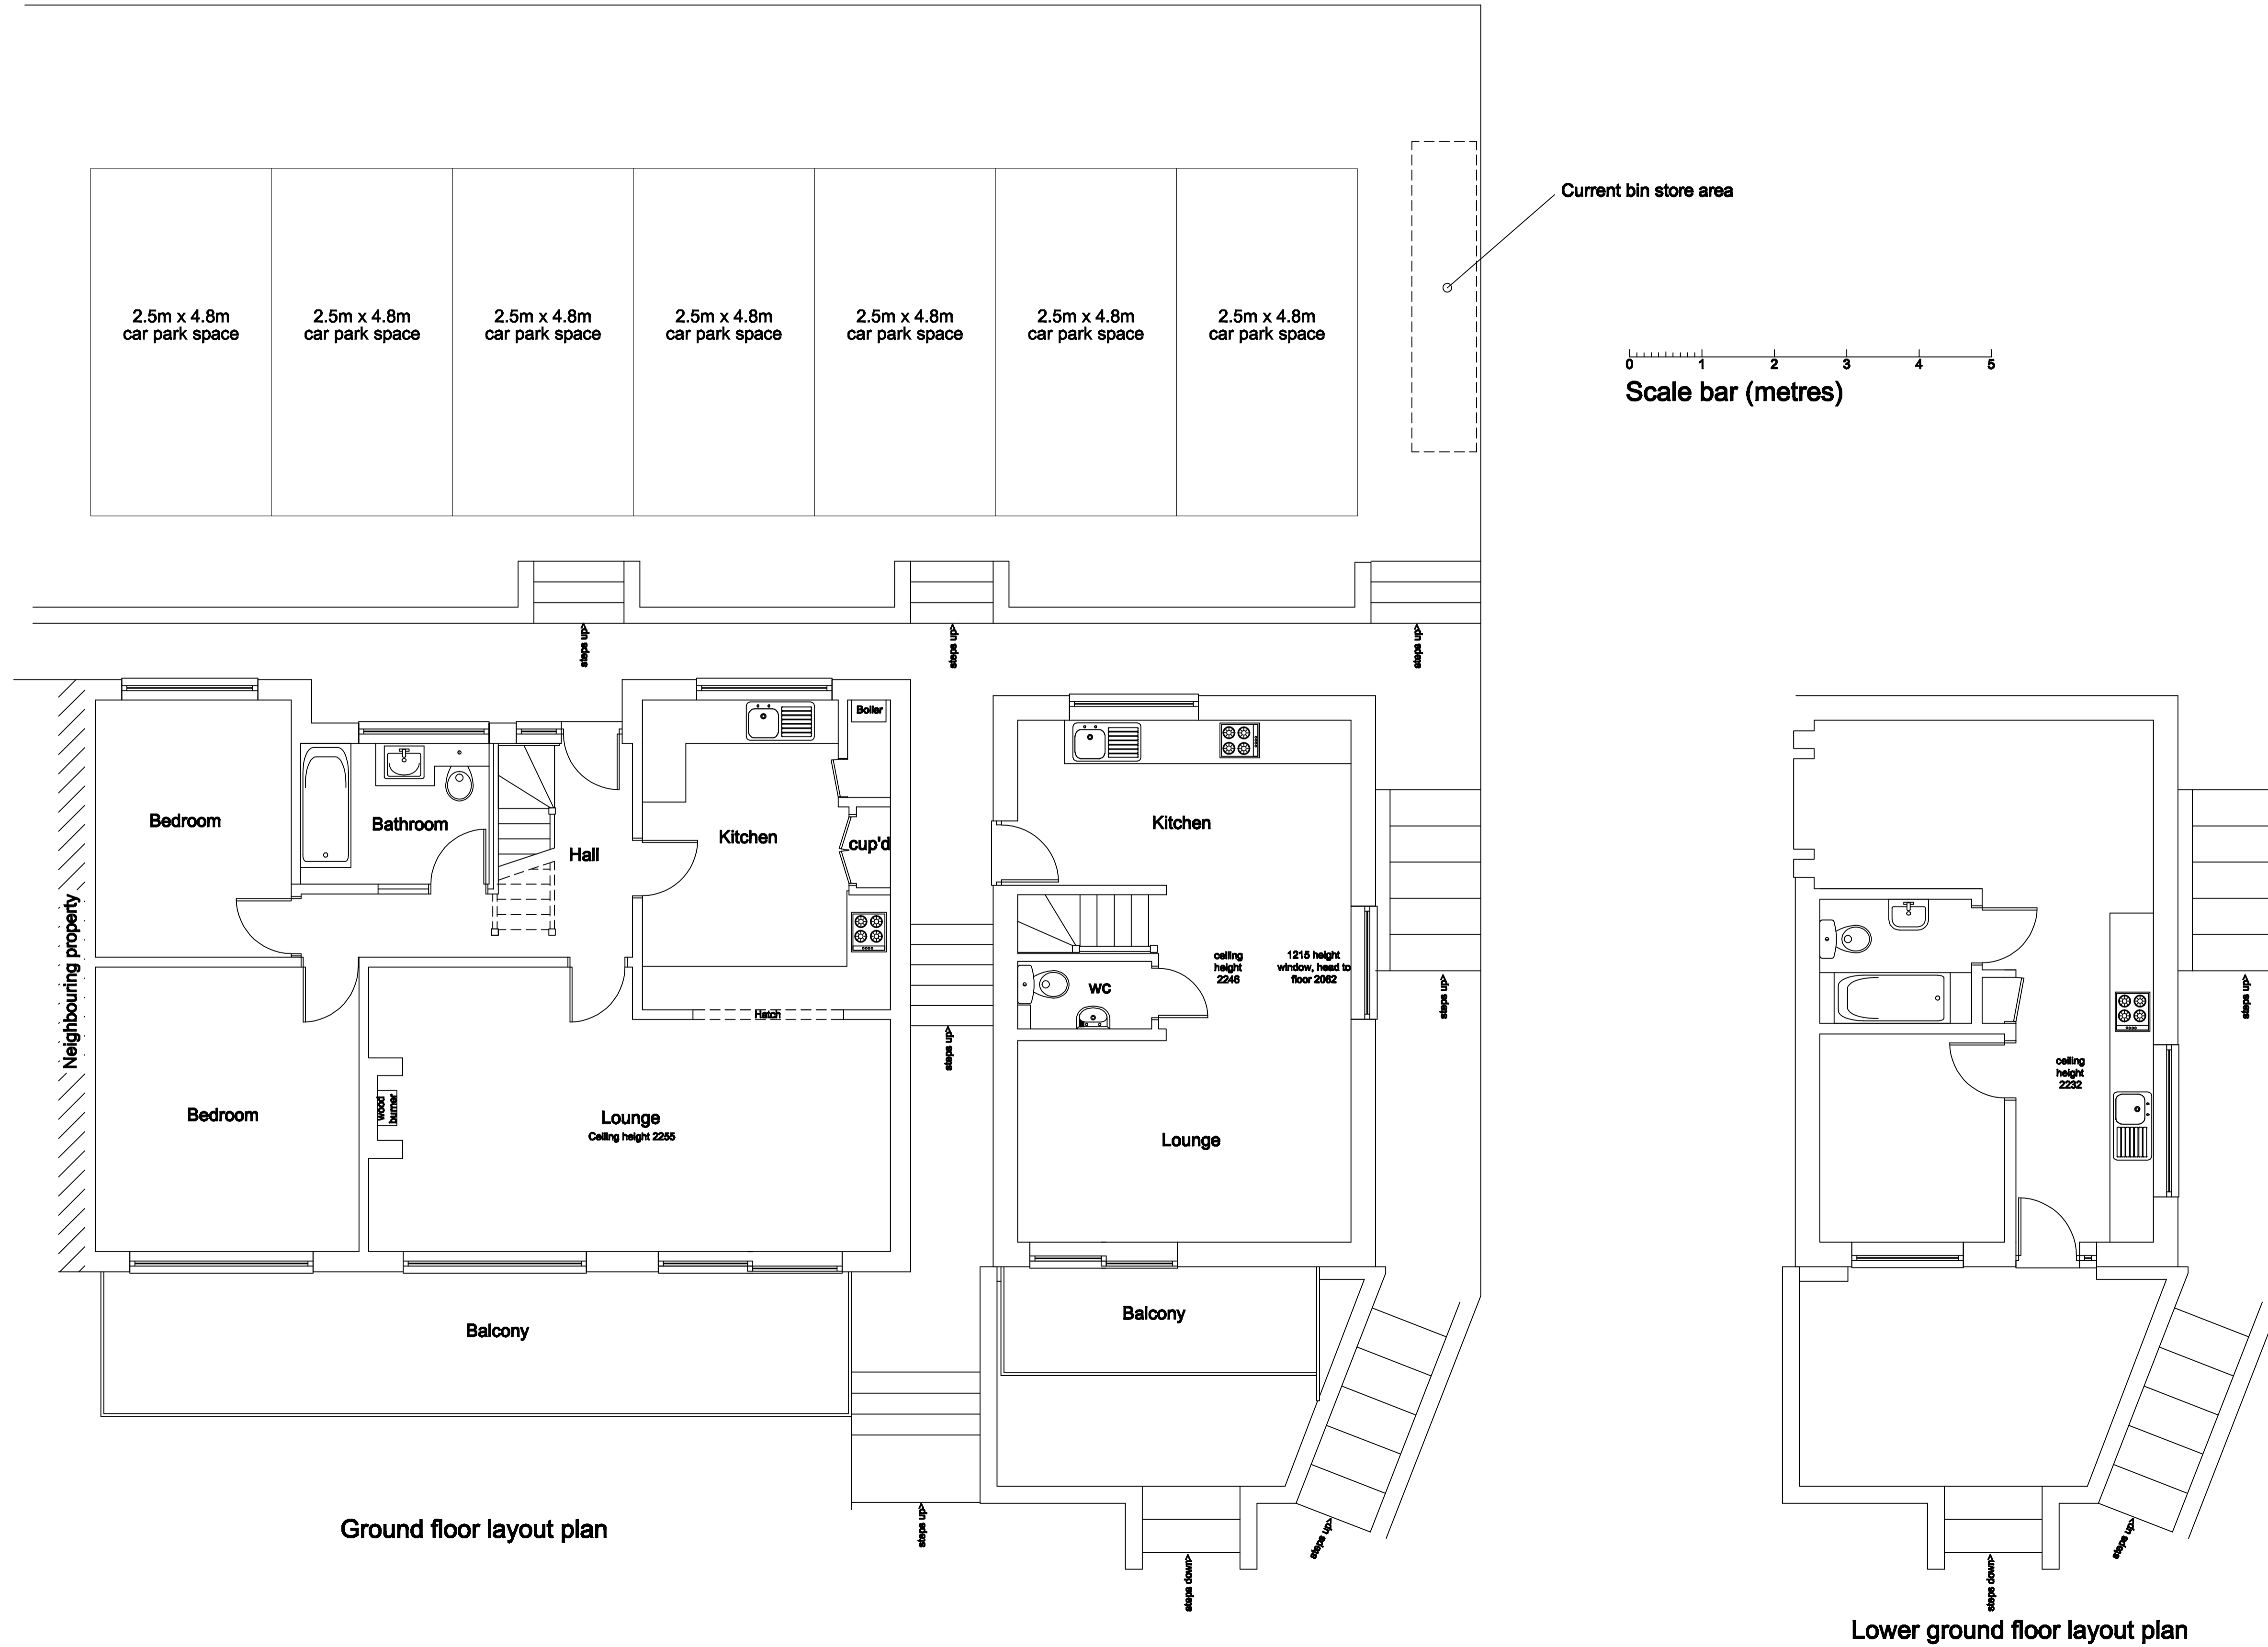 Current bin store area
2.5m x 4.8m
car park space
2.5m x 4.8m
car park space
2.5m x 4.8m
car park space
2.5m x 4.8m
car park space
2.5m x 4.8m
car park space
2.5m x 4.8m
car park space
2.5m x 4.8m
car park space
0 1 2 3 4 5
Scale bar (metres)
steps up
steps up
steps up
Boiler
Bedroom
Bathroom
Hall
Kitchen
cup'd
Neighbouring property
Hatch
steps up
Bedroom
wood
burner
Lounge
Ceiling height 2255
Balcony
steps up
Kitchen
ceiling
height
2246
1215 height
window, head to
floor 2062
WC
steps up
Lounge
Balcony
steps down
steps up
Ground floor layout plan
ceiling
height
2232
steps up
steps down
steps up
Lower ground floor layout plan